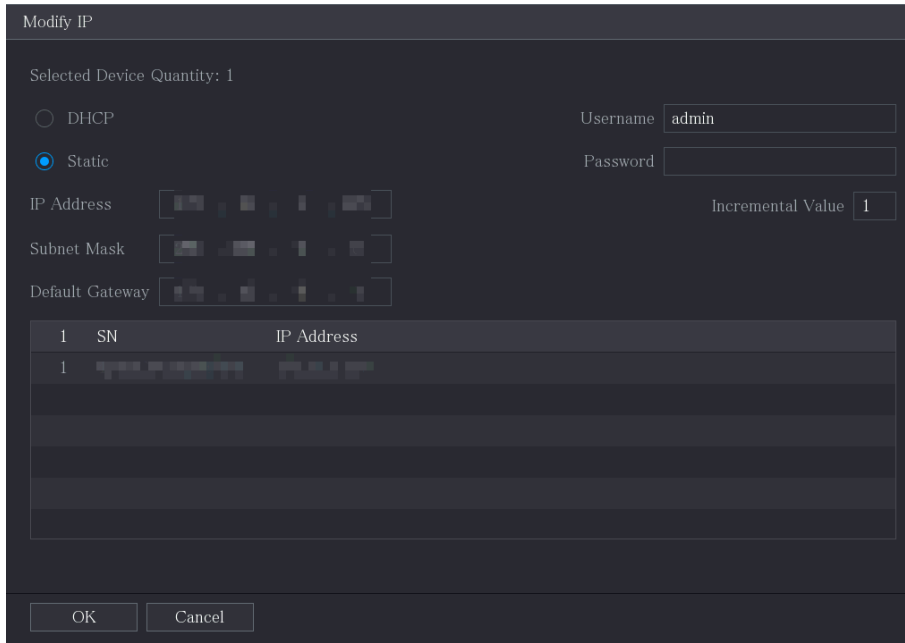 Modify IP
Selected Device Quantity: 1
DHCP
Username admin
Static
Password
IP Address
Incremental Value 1
Subnet Mask
Default Gateway
1 SN IP Address
1
OK Cancel